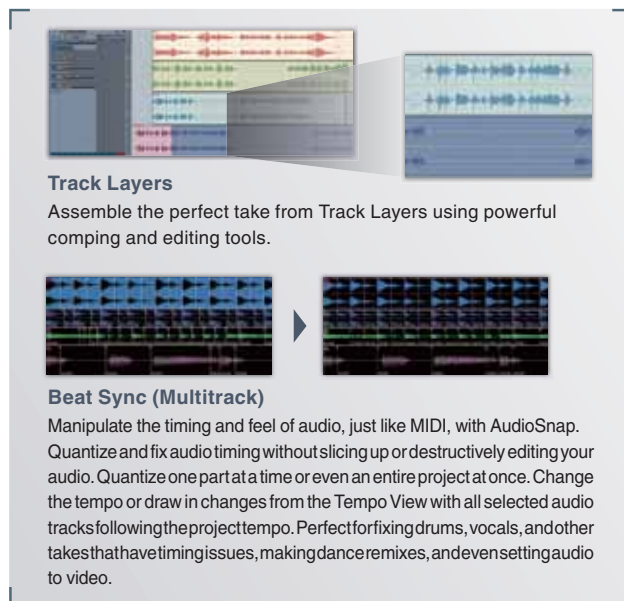 Track Layers
Assemble the perfect take from Track Layers using powerful
comping and editing tools.
Beat Sync (Multitrack)
Manipulate the timing and feel of audio, just like MIDI, with AudioSnap.
Quantize and fix audio timing without slicing up or destructively editing your
audio. Quantize one part at a time or even an entire project at once. Change
the tempo or draw in changes from the Tempo View with all selected audio
tracks following the project tempo. Perfect for fixing drums, vocals, and other
takes that have timing issues, making dance remixes, and even setting audio
to video.